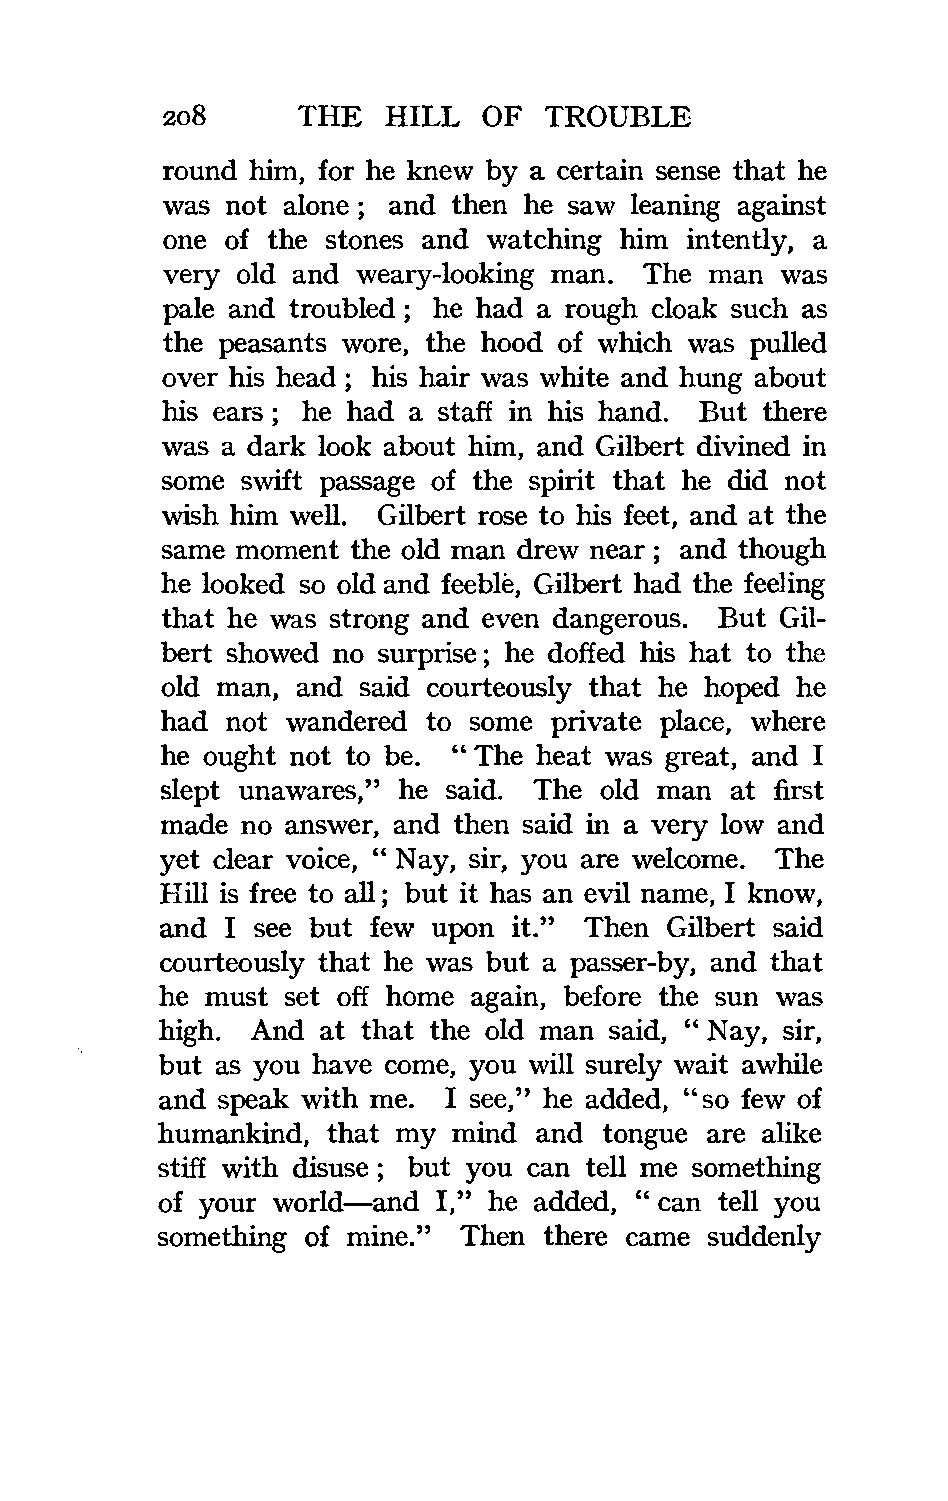 208 THE HILL OF TROUBLE
round him, for he knew by a certain sense that he
was not alone ; and then he saw leaning against
one of the stones and watching him intently, a
very old and weary-looking man. The man was
pale and troubled ; he had a rough cloak such as
the peasants wore, the hood of which was pulled
over his head ; his hair was white and hung about
his ears ; he had a staff in his hand. But there
was a dark look about him, and Gilbert divined in
some swift passage of the spirit that he did not
wish him well. Gilbert rose to his feet, and at the
same moment the old man drew near ; and though
he looked so old and feeble, Gilbert had the feeling
that he was strong and even dangerous. But Gil-
bert showed no surprise ; he doffed his hat to the
old man, and said courteously that he hoped he
had not wandered to some private place, where
he ought not to be. “ The heat was great, and I
slept unawares,” he said. The old man at first
made no answer, and then said in a very low and
yet clear voice, “ Nay, sir, you are welcome. The
Hill is free to all ; but it has an evil name, I know,
and I see but few upon it.” Then Gilbert said
courteously that he was but a passer-by, and that
he must set off home again, before the sun was
high. And at that the old man said, “ Nay, sir,
but as you have come, you will surely wait awhile
and speak with me. I see,” he added, “ so few of
humankind, that my mind and tongue are alike
stiff with disuse ; but you can tell me something
of your world—and I,” he added, “ can tell you
something of mine.” Then there came suddenly